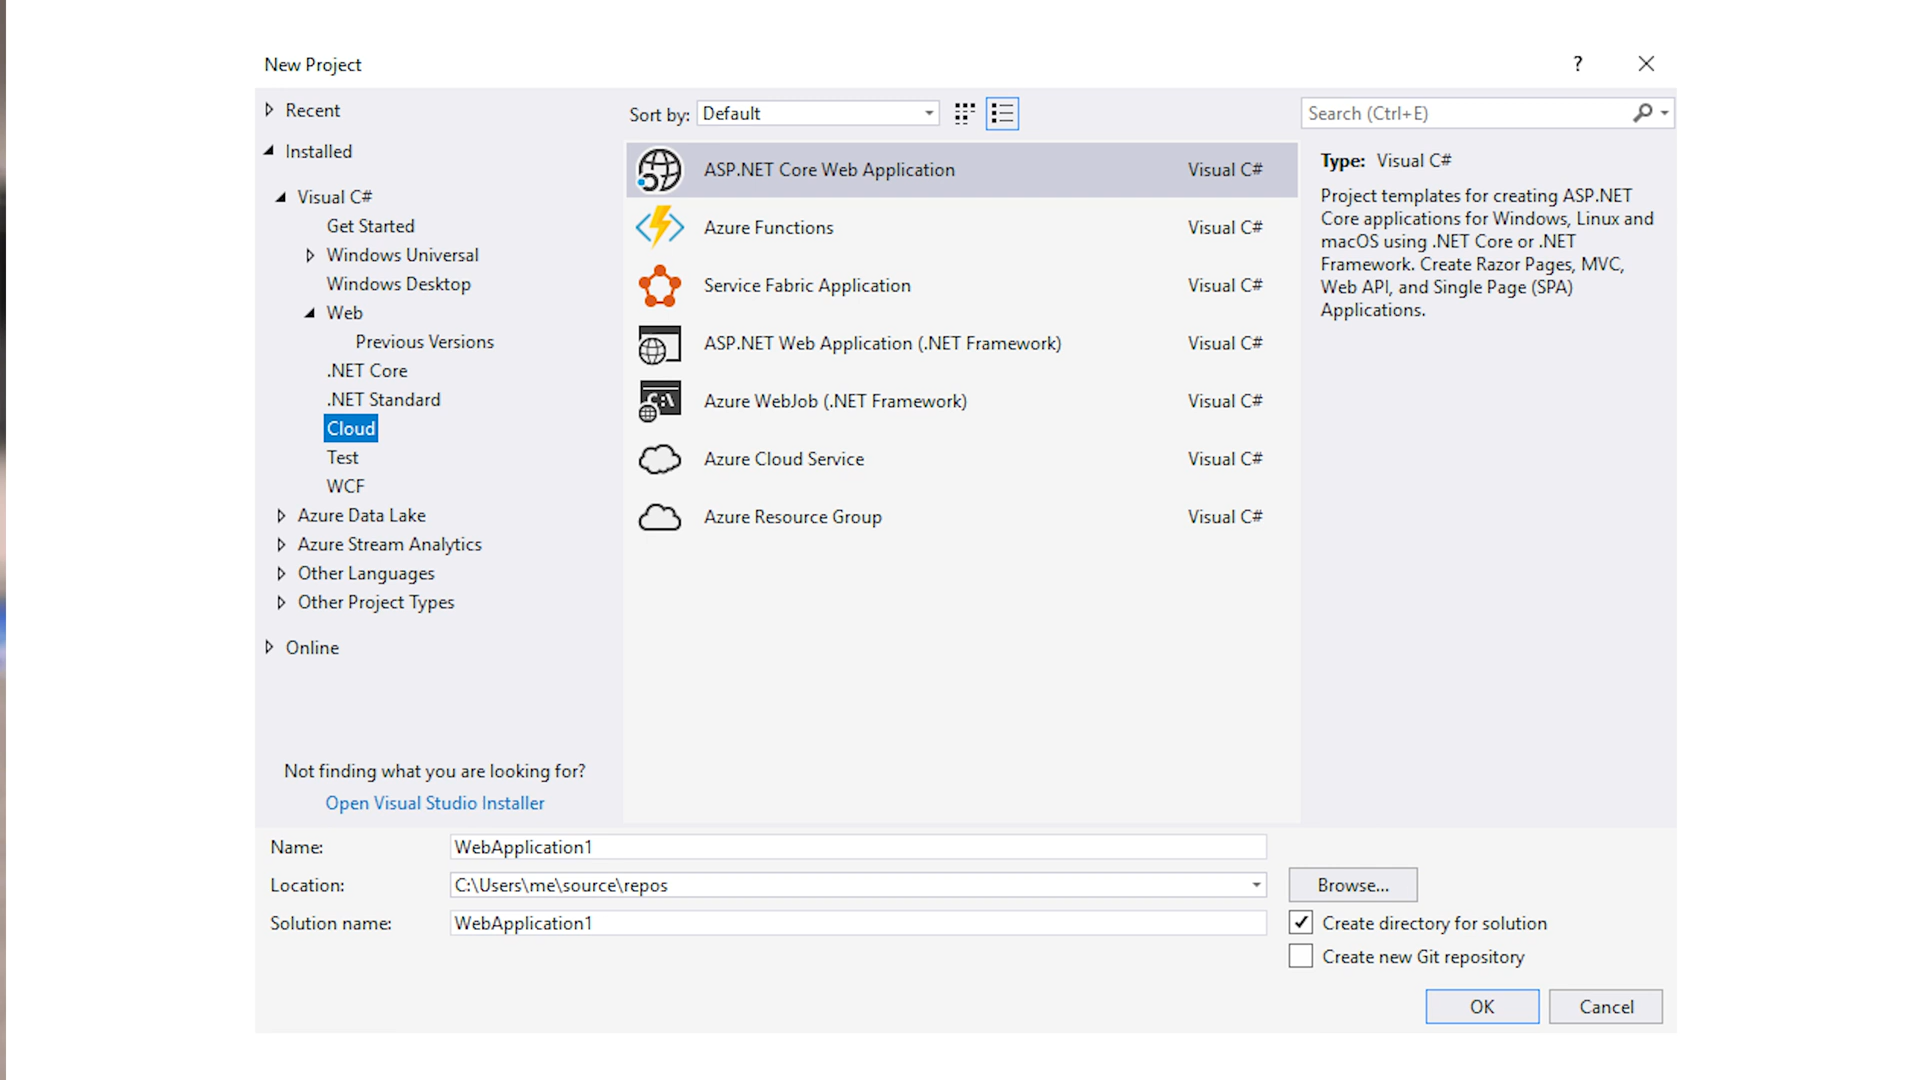 New Project
?
Recent
Installed
Visual C#
Get Started
Windows Universal
Windows Desktop
Web
Previous Versions
.NET Core
.NET Standard
Cloud
Test
WCF
Azure Data Lake
Azure Stream Analytics
Other Languages
Other Project Types
Online
Not finding what you are looking for?
Open Visual Studio Installer
Sort by: Default
ASP.NET Core Web Application Visual C#
Azure Functions Visual C#
Service Fabric Application Visual C#
ASP.NET Web Application (.NET Framework) Visual C#
C:\
Azure WebJob (.NET Framework) Visual C#
Azure Cloud Service Visual C#
Azure Resource Group Visual C#
Search (Ctrl+E)
Type: Visual C#
Project templates for creating ASP.NET
Core applications for Windows, Linux and
macOS using .NET Core or .NET
Framework. Create Razor Pages, MVC,
Web API, and Single Page (SPA)
Applications.
Name: WebApplication1
Location: C:\Users\me\source\repos
Browse...
Solution name: WebApplication1
Create directory for solution
Create new Git repository
OK Cancel